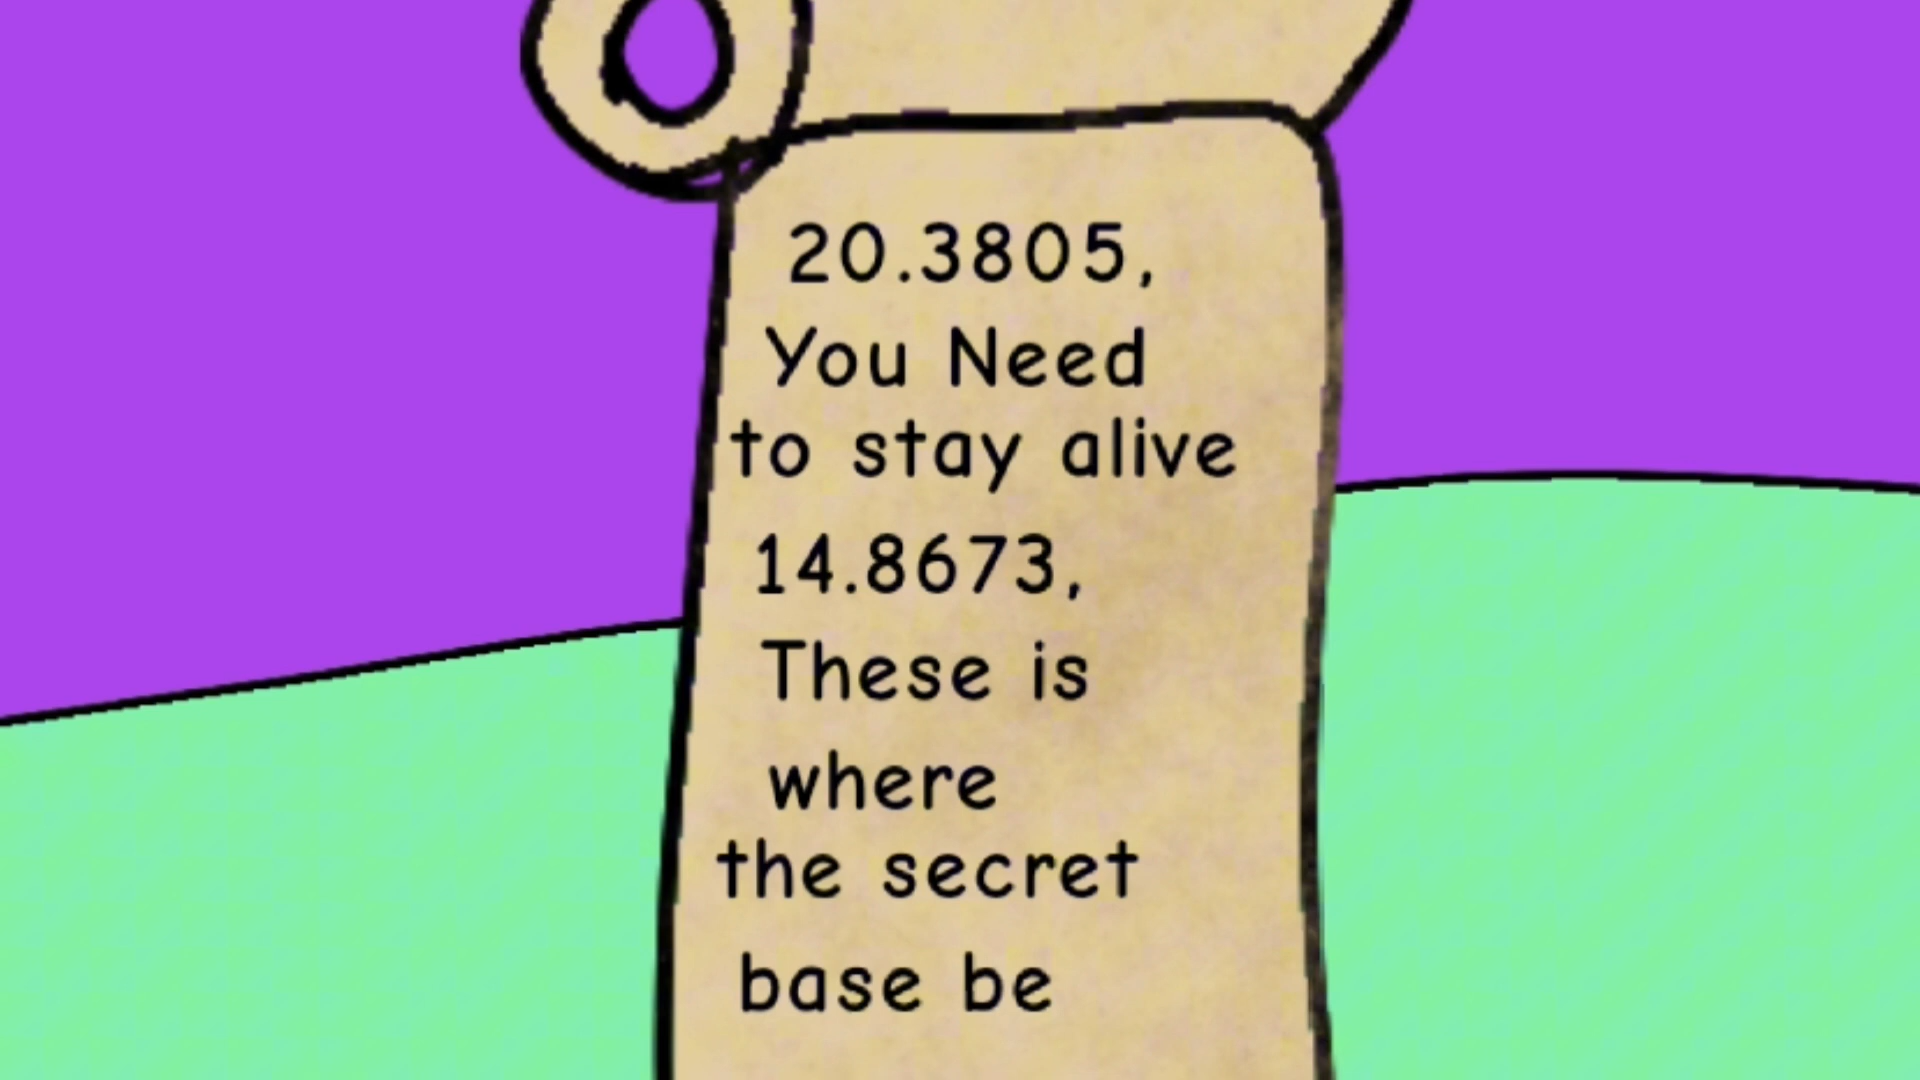 20.3805,
You Need
to stay alive
14.8673,
These is
where
the secret
base be